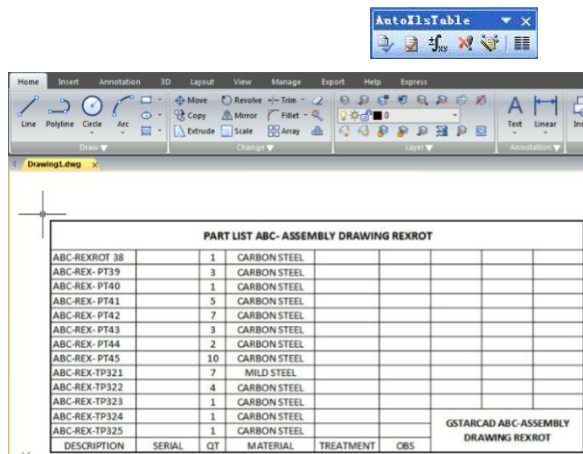 AutoXlsTable
Home Insert Annotation 3D Layout View Manage Export Help Express
Move Revolve Trim
Copy Mirror Fillet
Line Polyline Circle Arc Extrude Scale Array Text Linear
0
Draw Change Layer Annotation
Drawing1.dwg
PART LIST ABC- ASSEMBLY DRAWING REXROT
ABC-REXROT 38 1 CARBON STEEL
ABC-REX- PT39 3 CARBON STEEL
ABC-REX- PT40 1 CARBON STEEL
ABC-REX- PT41 5 CARBON STEEL
ABC-REX- PT42 7 CARBON STEEL
ABC-REX- PT43 3 CARBON STEEL
ABC-REX- PT44 2 CARBON STEEL
ABC-REX- PT45 10 CARBON STEEL
ABC-REX-TP321 7 MILD STEEL
ABC-REX-TP322 4 CARBON STEEL
ABC-REX-TP323 1 CARBON STEEL
ABC-REX-TP324 1 CARBON STEEL
ABC-REX-TP325 1 CARBON STEEL
GSTARCAD ABC-ASSEMBLY
DRAWING REXROT
DESCRIPTION SERIAL QT MATERIAL TREATMENT OBS